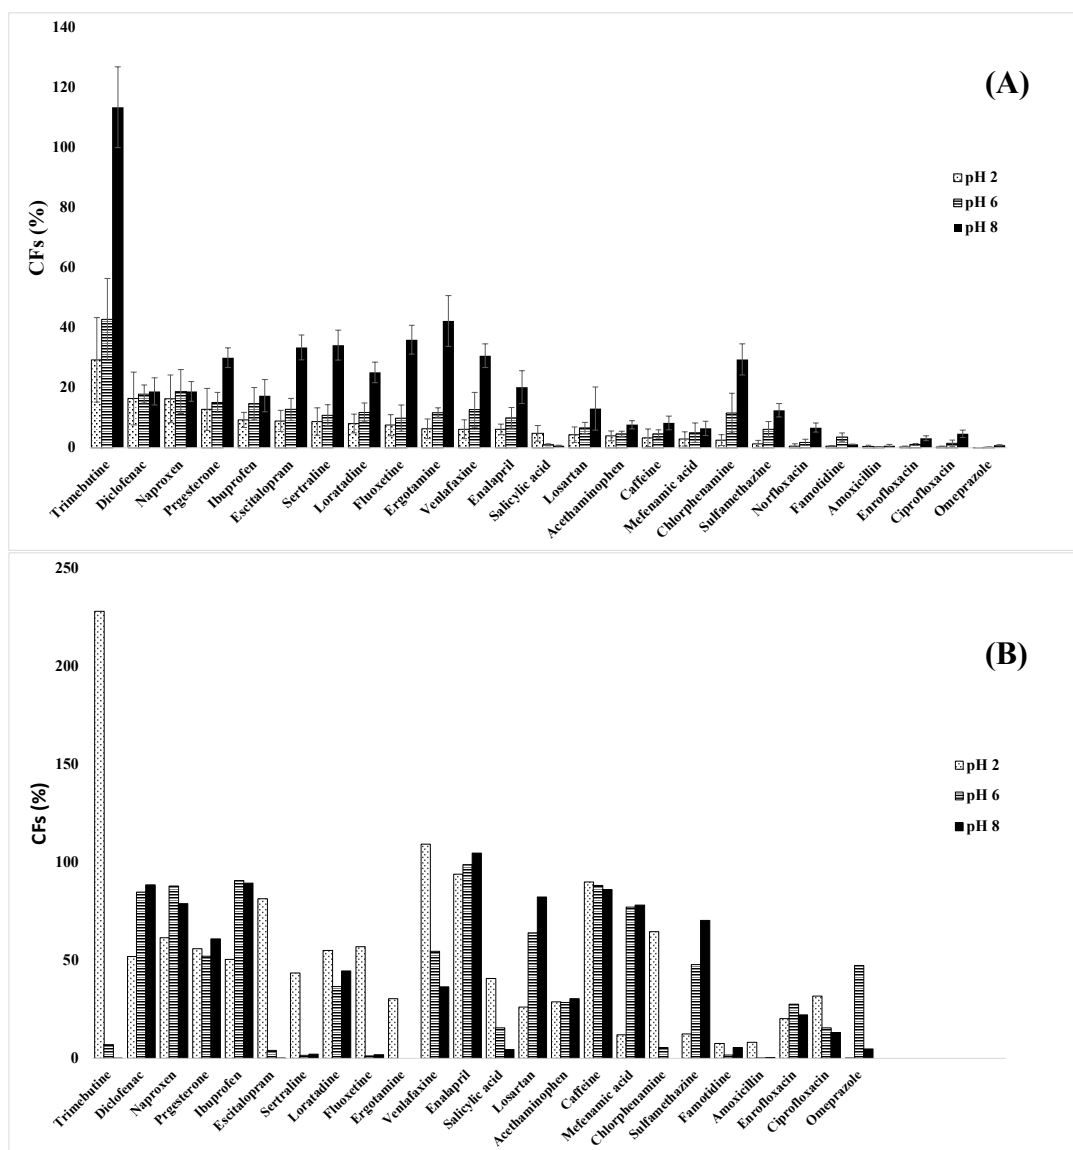 140
120
100
80
60
40
20
0
CFs (%)
(A)
pH 2
pH 6
pH 8
Trimebutine
Diclofenac
Naproxen
Prgesterone
Ibuprofen
Escitalopram
Sertraline
Loratadine
Fluoxetine
Ergotamine
Venlafaxine
Enalapril
Salicylic acid
Losartan
Acethaminophen
Caffeine
Mefenamic acid
Chlorphenamine
Sulfamethazine
Norfloxacin
Famotidine
Amoxicillin
Enrofloxacin
Ciprofloxacin
Omeprazole
250
200
150
100
50
0
CFs (%)
(B)
pH 2
pH 6
pH 8
Trimebutine
Diclofenac
Naproxen
Prgesterone
Ibuprofen
Escitalopram
Sertraline
Loratadine
Fluoxetine
Ergotamine
Venlafaxine
Enalapril
Salicylic acid
Losartan
Acethaminophen
Caffeine
Mefenamic acid
Chlorphenamine
Sulfamethazine
Famotidine
Amoxicillin
Enrofloxacin
Ciprofloxacin
Omeprazole